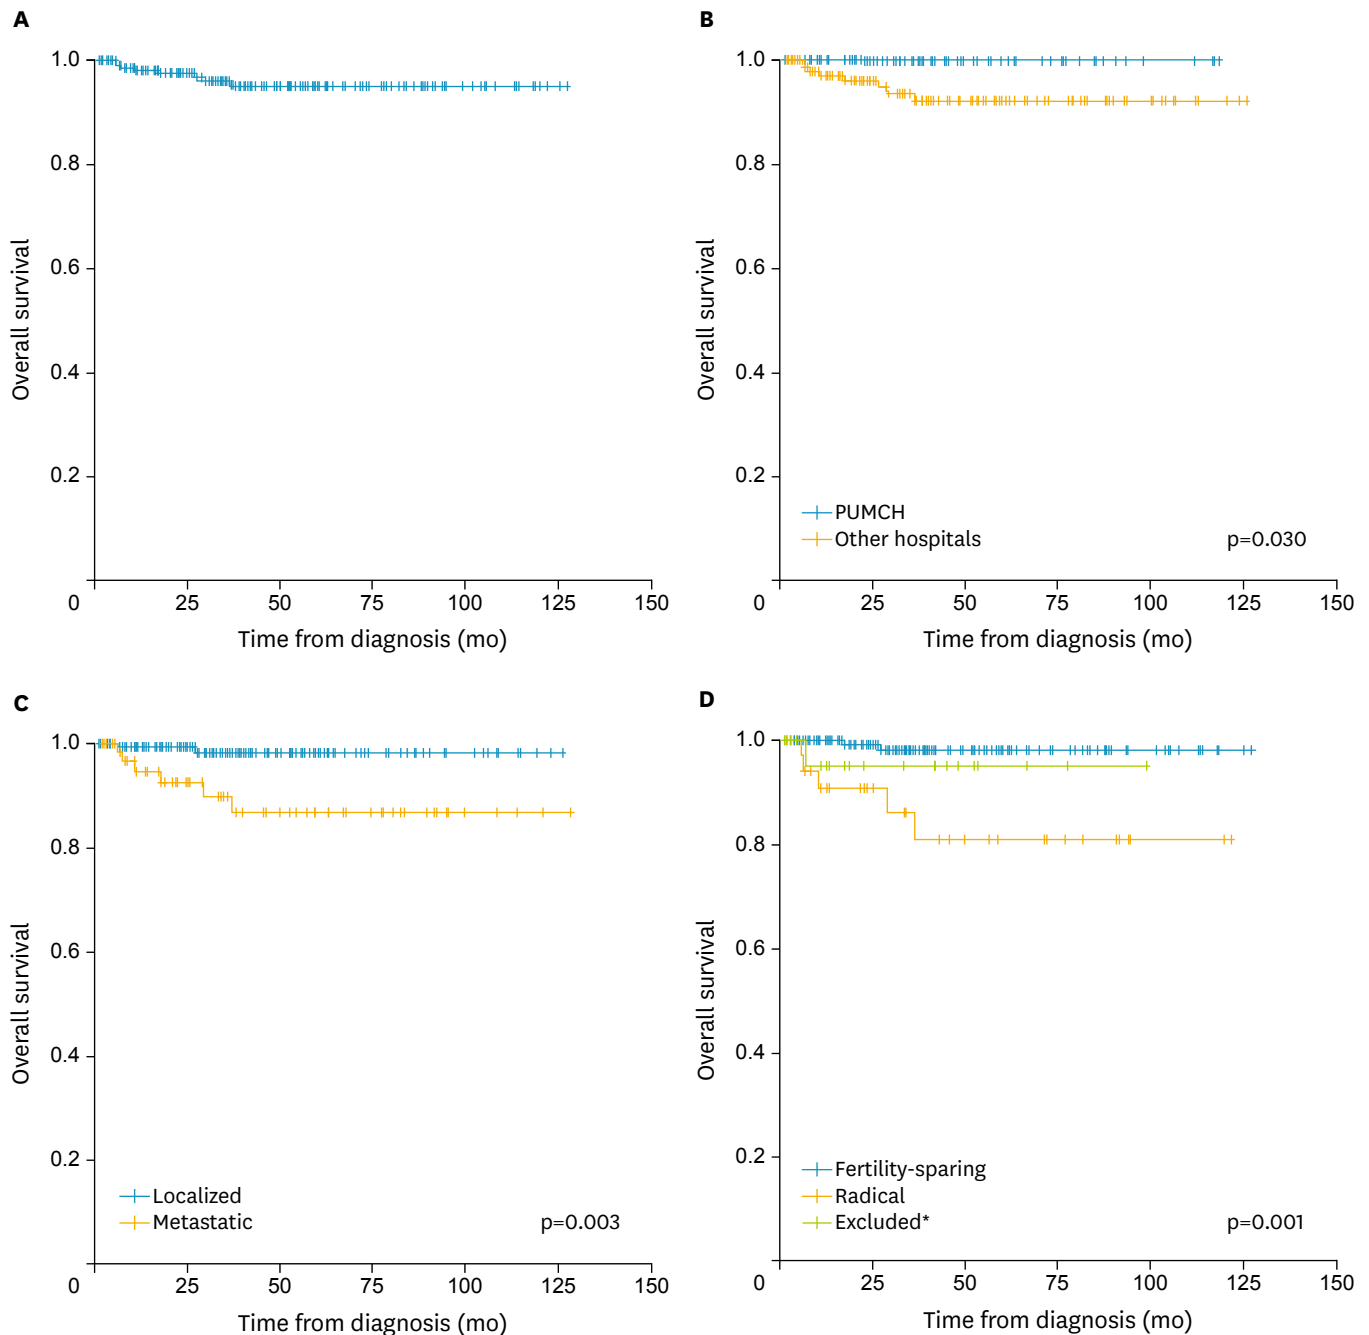 A
1.0
0.8
0.6
0.4
0.2
Overall survival
0 25 50 75 100 125 150
Time from diagnosis (mo)
B
1.0
0.8
0.6
0.4
0.2
Overall survival
PUMCH
Other hospitals
p=0.030
0 25 50 75 100 125 150
Time from diagnosis (mo)
C
1.0
0.8
0.6
0.4
0.2
Overall survival
Localized
Metastatic
p=0.003
0 25 50 75 100 125 150
Time from diagnosis (mo)
D
1.0
0.8
0.6
0.4
0.2
Overall survival
Fertility-sparing
Radical
Excluded*
p=0.001
0 25 50 75 100 125 150
Time from diagnosis (mo)